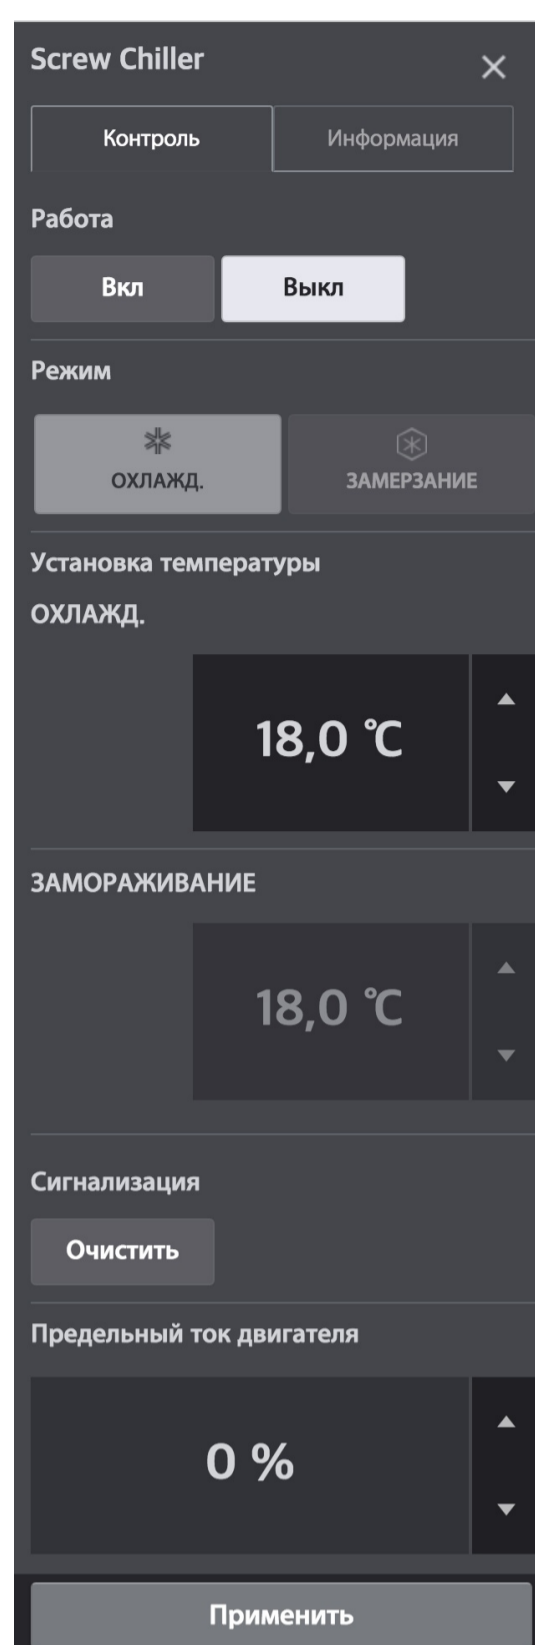 Screw Chiller
Контроль
Информация
Работа
Вкл
Выкл
Режим
ОХЛАЖД.
ЗАМЕРЗАНИЕ
Установка температуры
ОХЛАЖД.
18,0 ℃
ЗАМОРАЖИВАНИЕ
18,0 ℃
Сигнализация
Очистить
Предельный ток двигателя
0 %
Применить